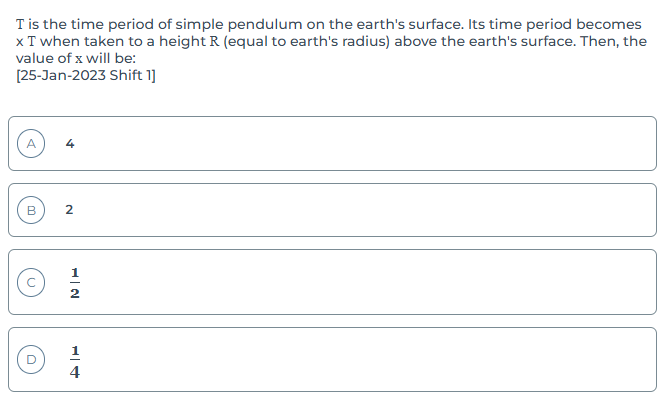 T is the time period of simple pendulum on the earth's surface. Its time period becomes
x T when taken to a height R (equal to earth's radius) above the earth's surface. Then, the
value of x will be:
[25-Jan-2023 Shift 1]
A 4
B 2
C 1/2
D 1/4